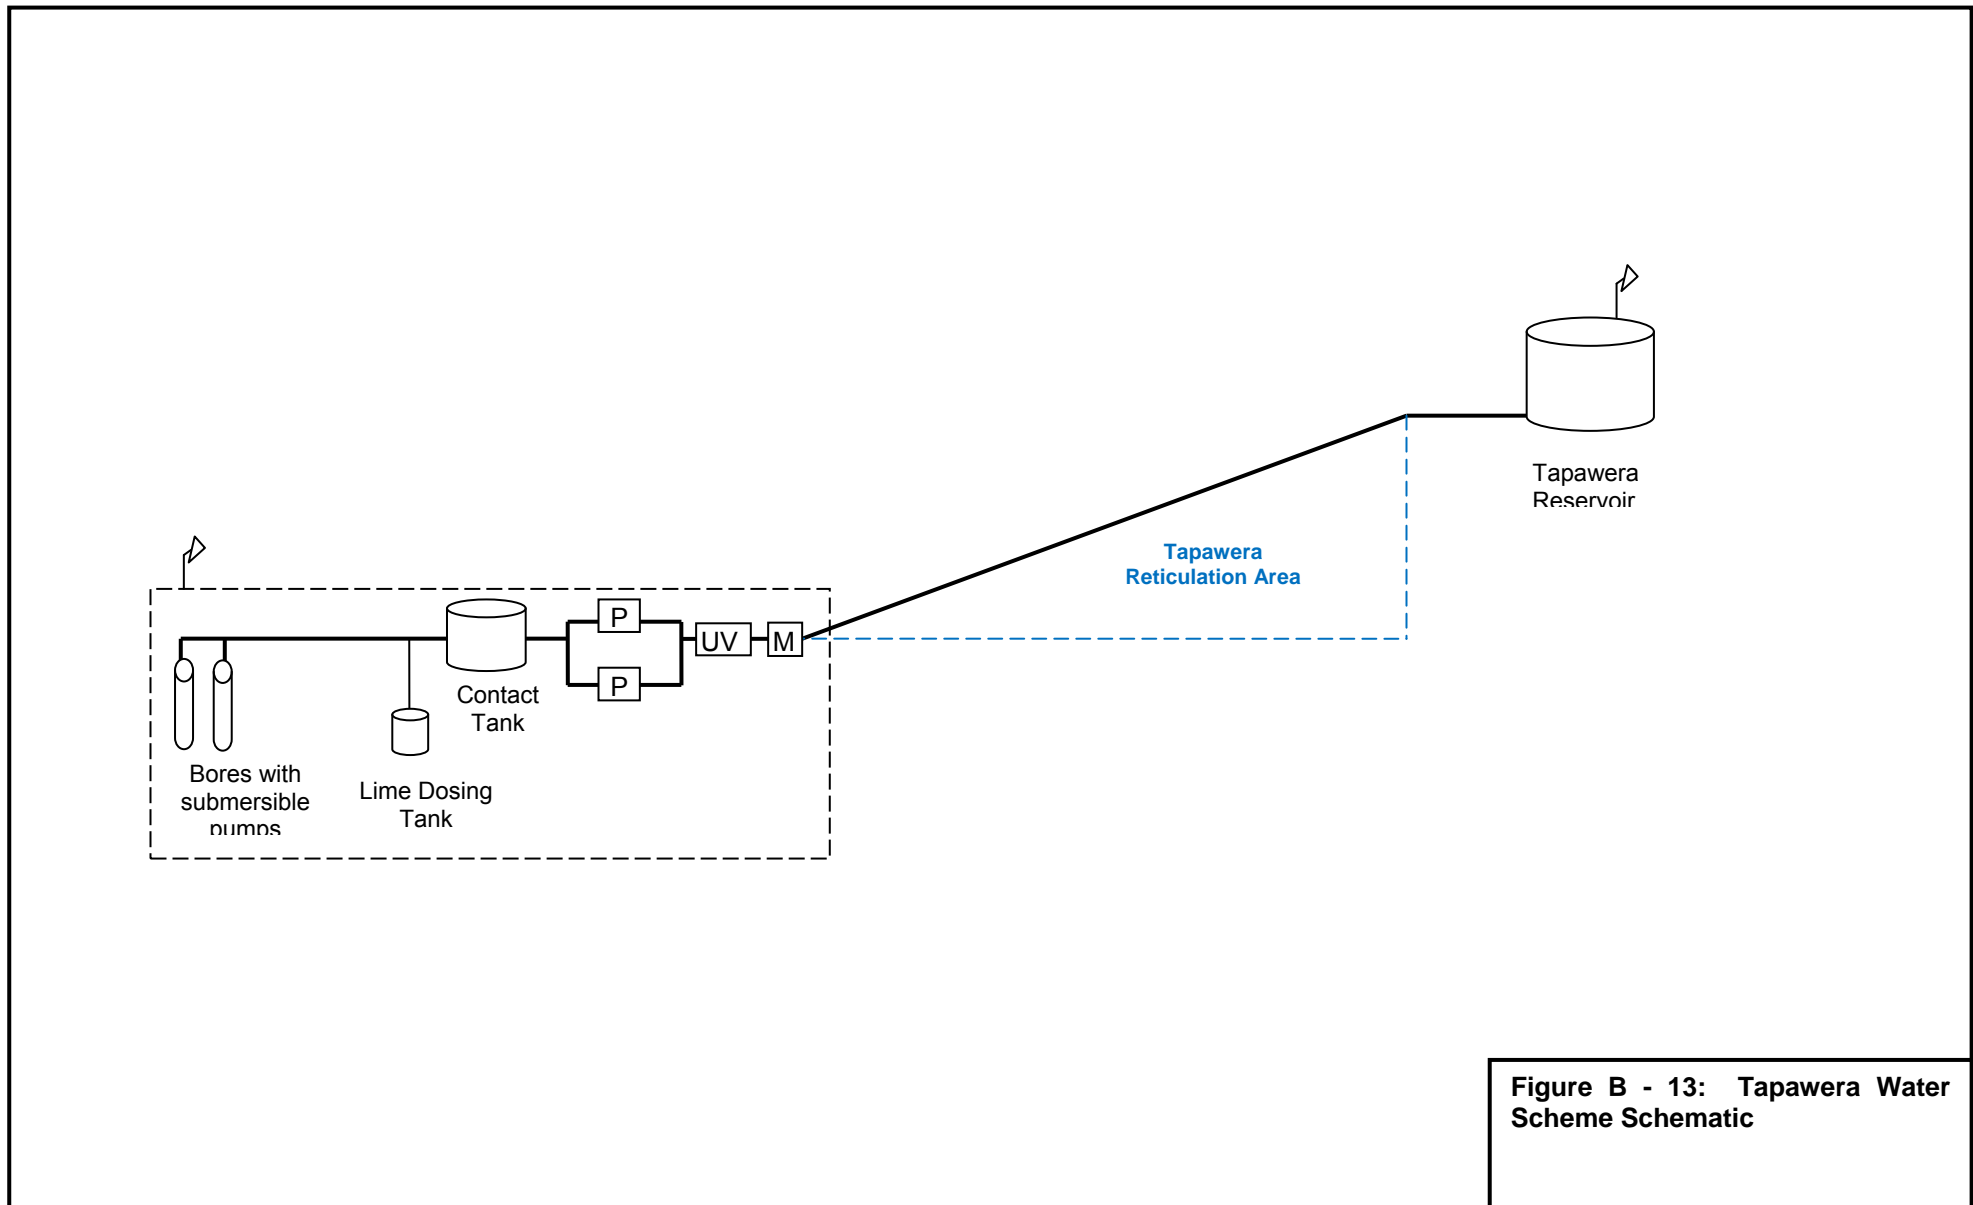 Tapawera
Reservoir
Tapawera
Reticulation Area
P
UV
M
P
Contact
Tank
Bores with
submersible
pumps
Lime Dosing
Tank
Figure B - 13: Tapawera Water
Scheme Schematic